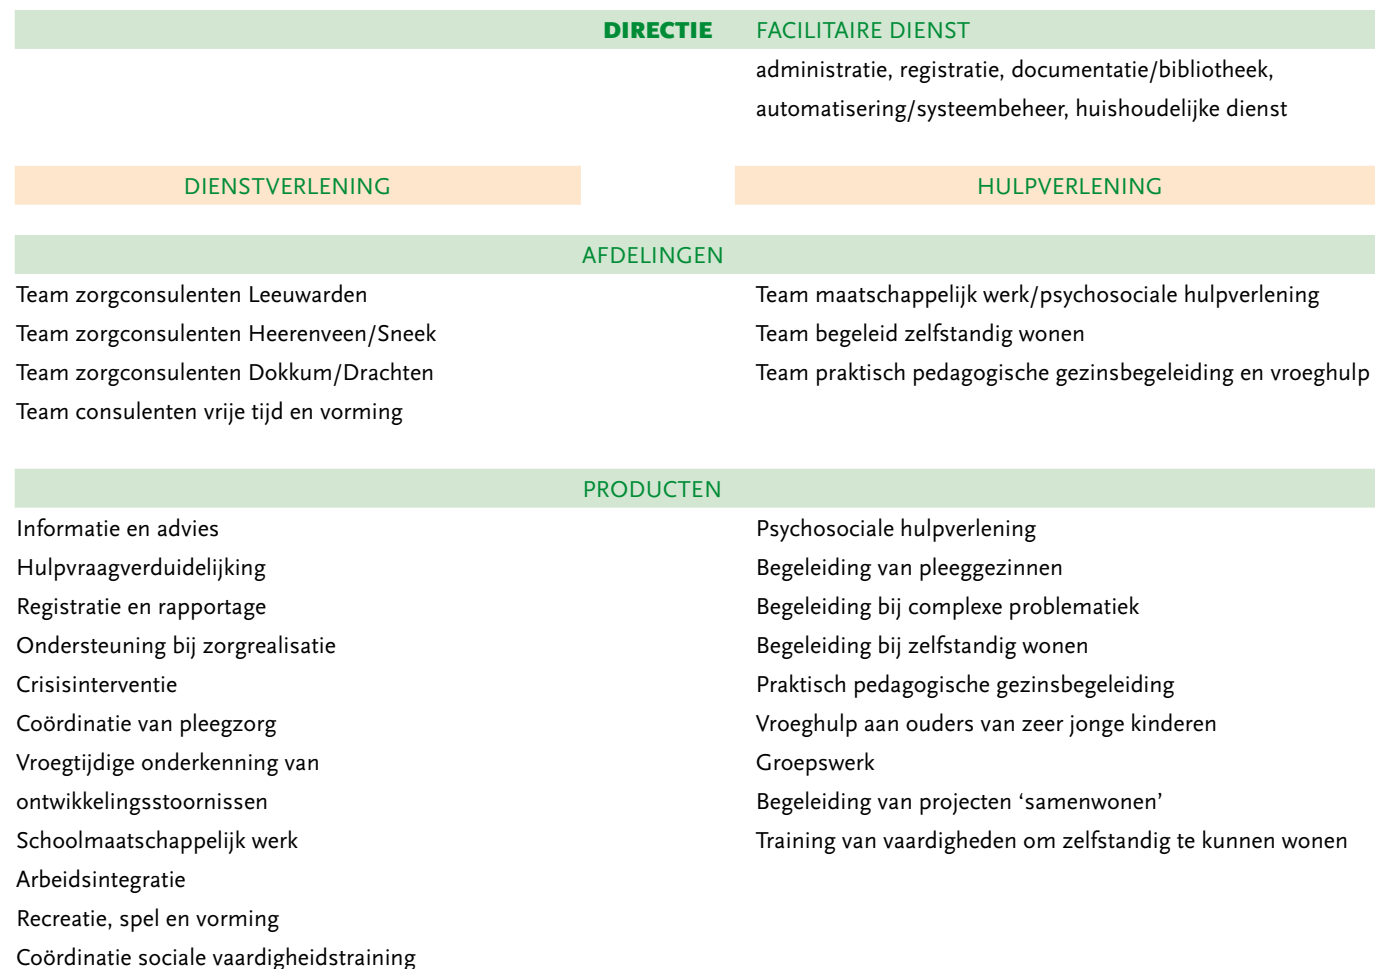 DIRECTIE FACILITAIRE DIENST
administratie, registratie, documentatie/bibliotheek,
automatisering/systeembeheer, huishoudelijke dienst
DIENSTVERLENING
HULPVERLENING
AFDELINGEN
Team zorgconsulenten Leeuwarden
Team zorgconsulenten Heerenveen/Sneek
Team zorgconsulenten Dokkum/Drachten
Team consulenten vrije tijd en vorming
Team maatschappelijk werk/psychosociale hulpverlening
Team begeleid zelfstandig wonen
Team praktisch pedagogische gezinsbegeleiding en vroeghulp
PRODUCTEN
Informatie en advies
Hulpvraagverduidelijking
Registratie en rapportage
Ondersteuning bij zorgrealisatie
Crisisinterventie
Coördinatie van pleegzorg
Vroegtijdige onderkenning van
ontwikkelingsstoornissen
Schoolmaatschappelijk werk
Arbeidsintegratie
Recreatie, spel en vorming
Coördinatie sociale vaardigheidstraining
Psychosociale hulpverlening
Begeleiding van pleeggezinnen
Begeleiding bij complexe problematiek
Begeleiding bij zelfstandig wonen
Praktisch pedagogische gezinsbegeleiding
Vroeghulp aan ouders van zeer jonge kinderen
Groepswerk
Begeleiding van projecten ‘samenwonen’
Training van vaardigheden om zelfstandig te kunnen wonen